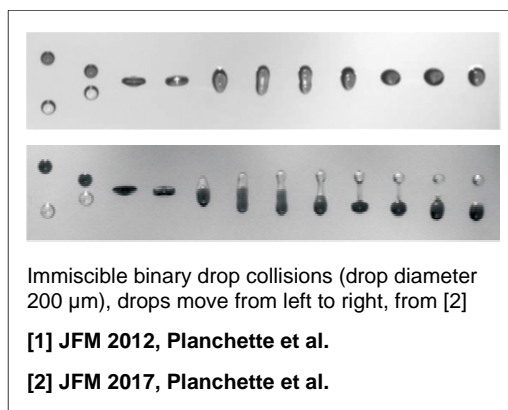 Immiscible binary drop collisions (drop diameter
200 µm), drops move from left to right, from [2]
[1] JFM 2012, Planchette et al.
[2] JFM 2017, Planchette et al.